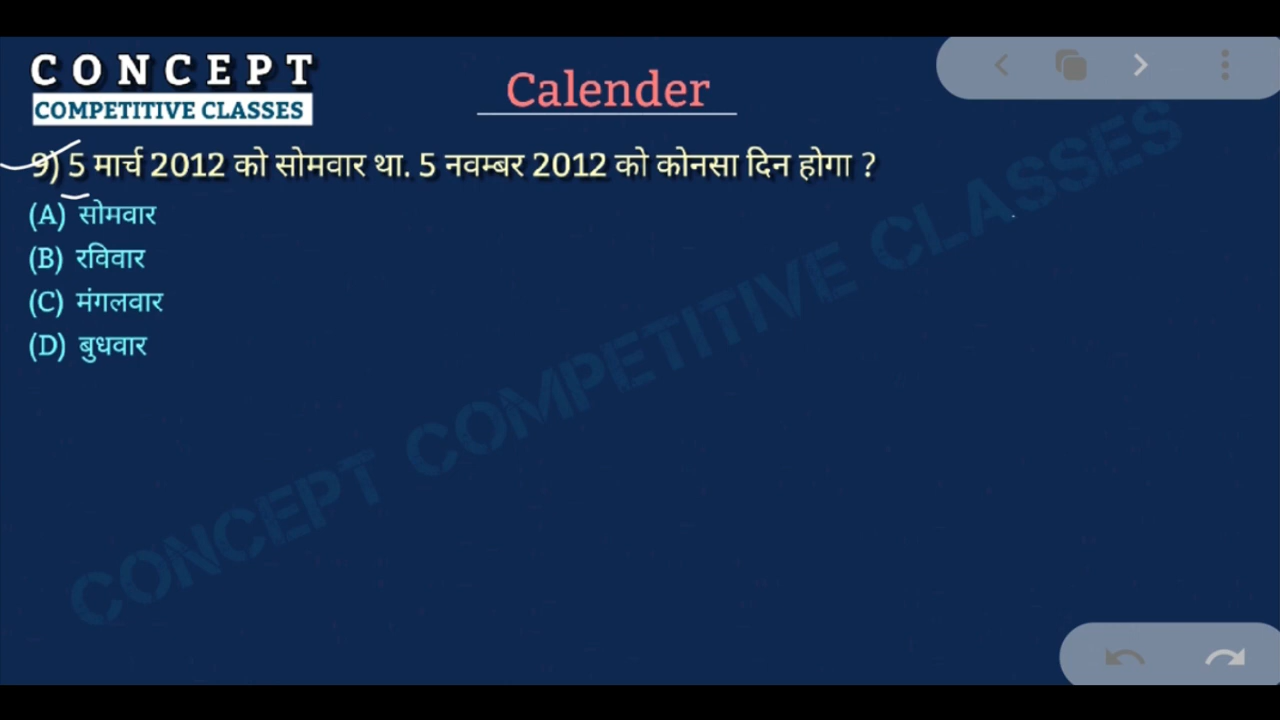 CONCEPT
COMPETITIVE CLASSES
Calender
9) 5 मार्च 2012 को सोमवार था. 5 नवम्बर 2012 को कोनसा दिन होगा ?
(A) सोमवार
(B) रविवार
(C) मंगलवार
(D) बुधवार
CONCEPT COMPETITIVE CLASSES